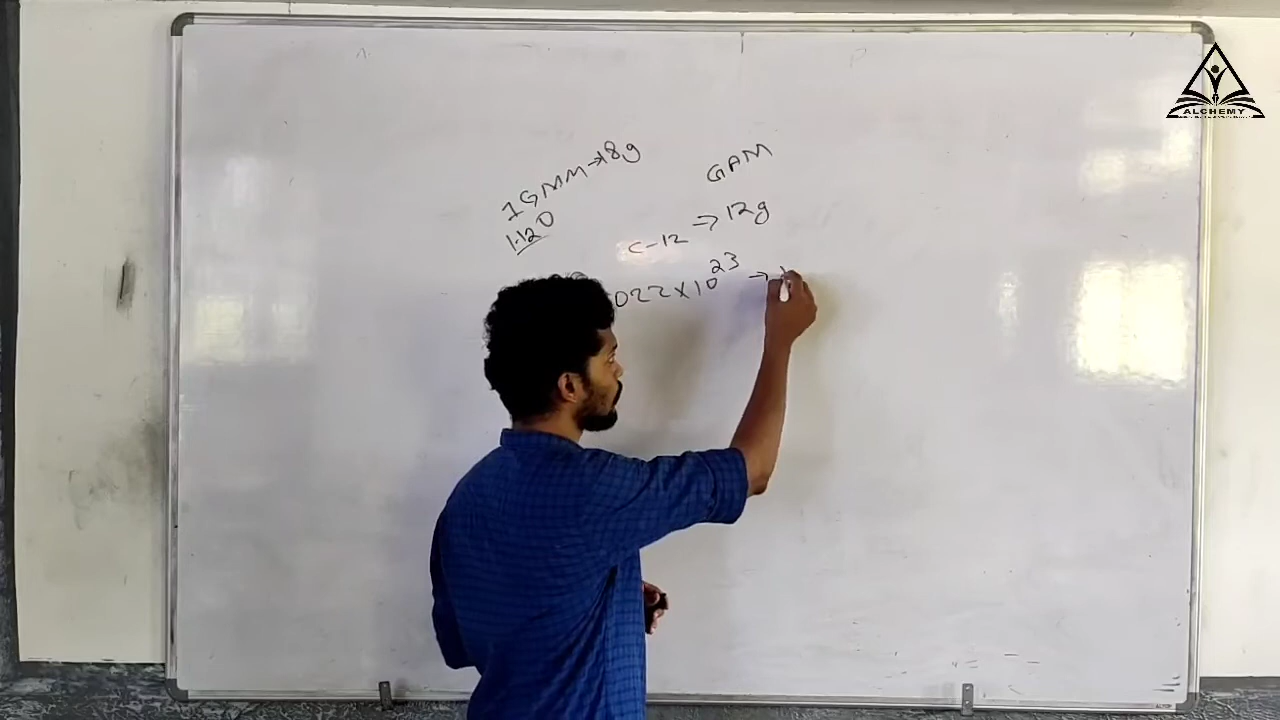 1GMM→18g
H2O
GAM
C-12 → 12g
022×10^23 →
ALCHEMY